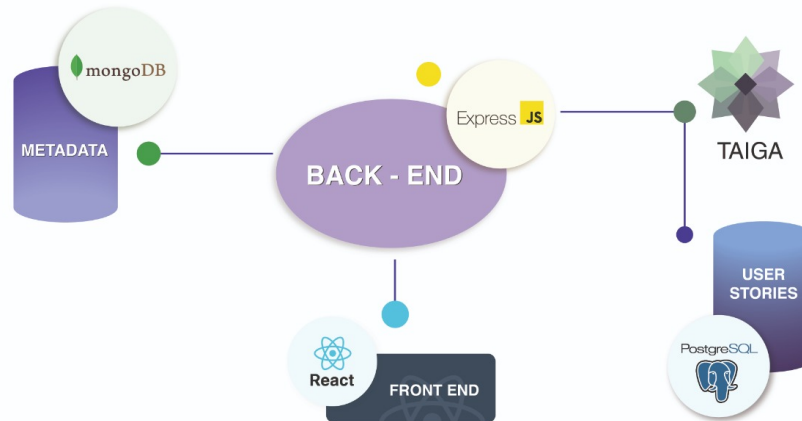 mongoDB
METADATA
BACK - END
Express JS
TAIGA
USER
STORIES
PostgreSQL
React
FRONT END